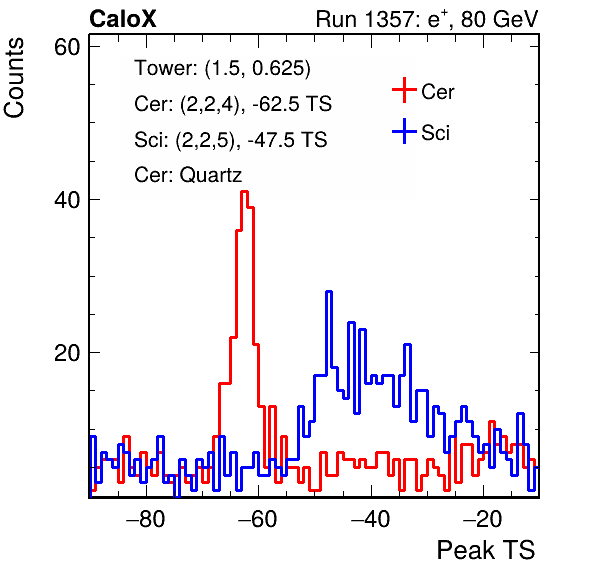 CaloX Run 1357: e⁺, 80 GeV
Counts
60
40
20
Tower: (1.5, 0.625)
Cer: (2,2,4), -62.5 TS
Sci: (2,2,5), -47.5 TS
Cer: Quartz
Cer
Sci
−80 −60 −40 −20
Peak TS